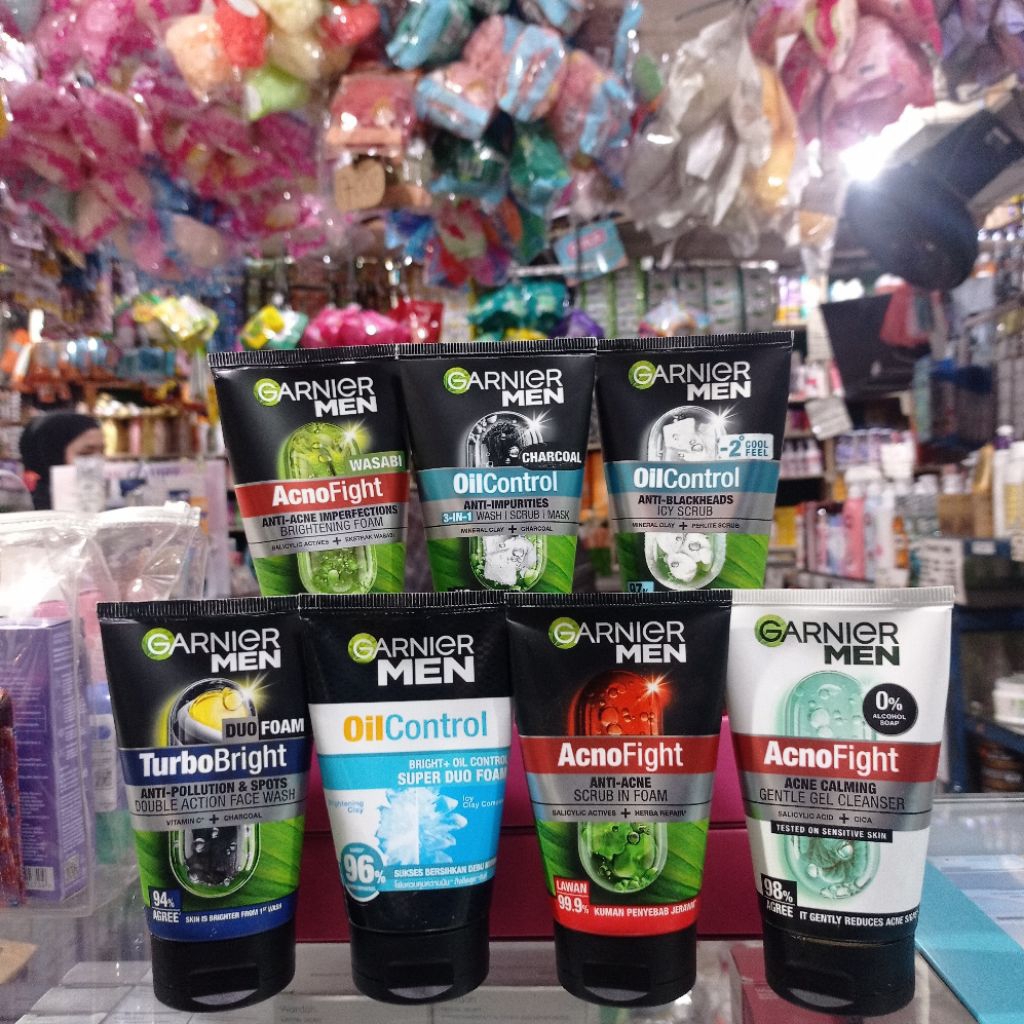 GARNIER
MEN
WASABI
AcnoFight
ANTI-ACNE IMPERFECTIONS
BRIGHTENING FOAM
SALICYLIC ACTIVES + EKSTRAK WASABI
GARNIER
MEN
CHARCOAL
OilControl
ANTI-IMPURITIES
3-IN-1 WASH | SCRUB | MASK
MINERAL CLAY + CHARCOAL
GARNIER
MEN
-2° COOL
FEEL
OilControl
ANTI-BLACKHEADS
ICY SCRUB
MINERAL CLAY + PERLITE SCRUB
97%
GARNIER
MEN
DUO FOAM
TurboBright
ANTI-POLLUTION & SPOTS
DOUBLE ACTION FACE WASH
VITAMIN C* + CHARCOAL
94%
AGREE SKIN IS BRIGHTER FROM 1ST WASH
GARNIER
MEN
OilControl
BRIGHT+ OIL CONTROL
SUPER DUO FOAM
Brightening
Clay
Icy
Clay
96%
SUKSES BERSIHKAN DEBU
GARNIER
MEN
AcnoFight
ANTI-ACNE
SCRUB IN FOAM
SALICYLIC ACTIVES + HERBA REPAIR
LAWAN
99.9% KUMAN PENYEBAB JERAWAT
GARNIER
MEN
0%
ALCOHOL
SOAP
AcnoFight
ACNE CALMING
GENTLE GEL CLEANSER
SALICYLIC ACID + CICA
TESTED ON SENSITIVE SKIN
98%
AGREE IT GENTLY REDUCES ACNE